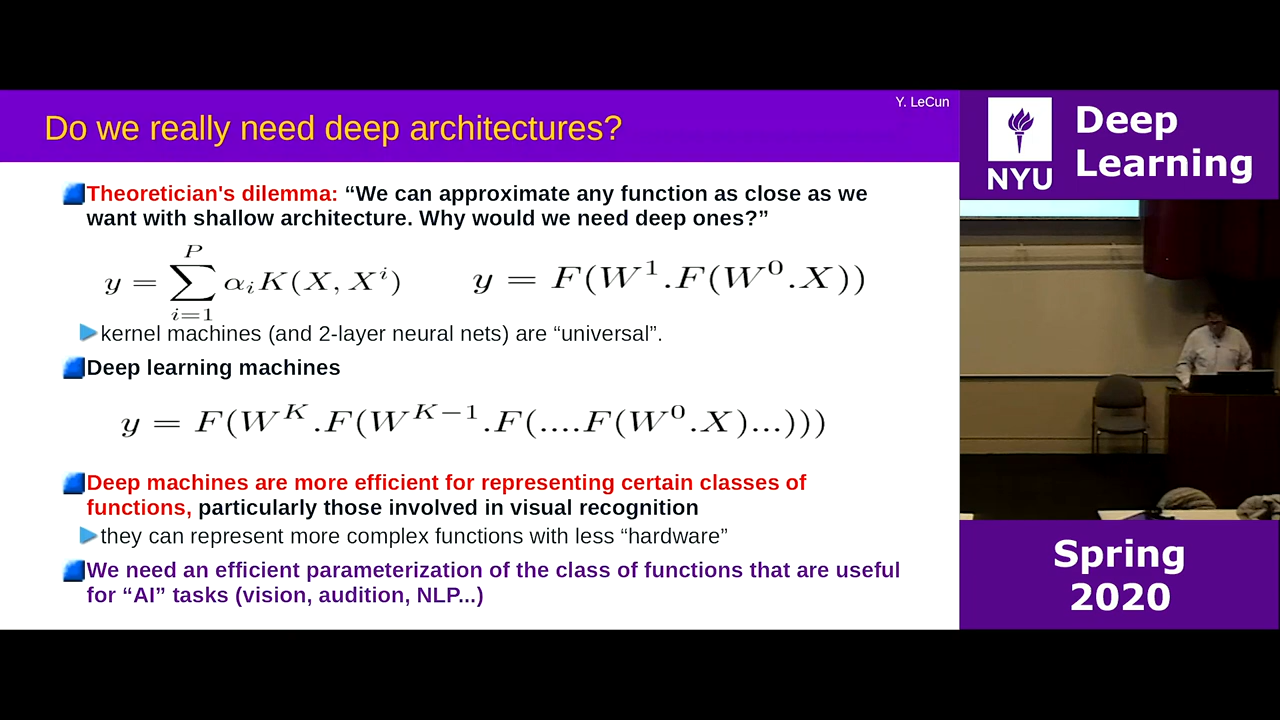 Y. LeCun
Do we really need deep architectures?
Theoretician's dilemma: “We can approximate any function as close as we
want with shallow architecture. Why would we need deep ones?”
y = \sum_{i=1}^{P} α_i K(X, X^i)
y = F(W^1.F(W^0.X))
kernel machines (and 2-layer neural nets) are “universal”.
Deep learning machines
y = F(W^K.F(W^{K-1}.F(....F(W^0.X)...)))
Deep machines are more efficient for representing certain classes of
functions, particularly those involved in visual recognition
they can represent more complex functions with less “hardware”
We need an efficient parameterization of the class of functions that are useful
for “AI” tasks (vision, audition, NLP...)
NYU
Deep
Learning
Spring
2020